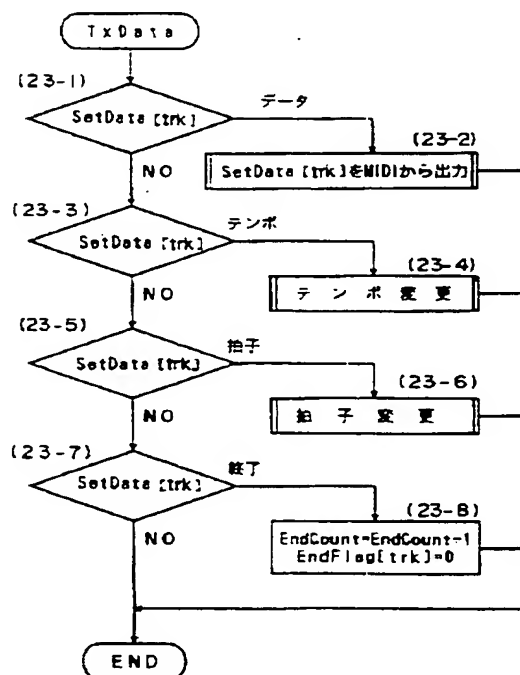 TxData
(23-1)
SetData[trk]
データ
(23-2)
SetData[trk]をMIDIから出力
NO
(23-3)
SetData[trk]
テンポ
(23-4)
テンポ変更
NO
(23-5)
SetData[trk]
拍子
(23-6)
拍子変更
NO
(23-7)
SetData[trk]
終了
(23-8)
EndCount=EndCount-1
EndFlag[trk]=0
NO
END